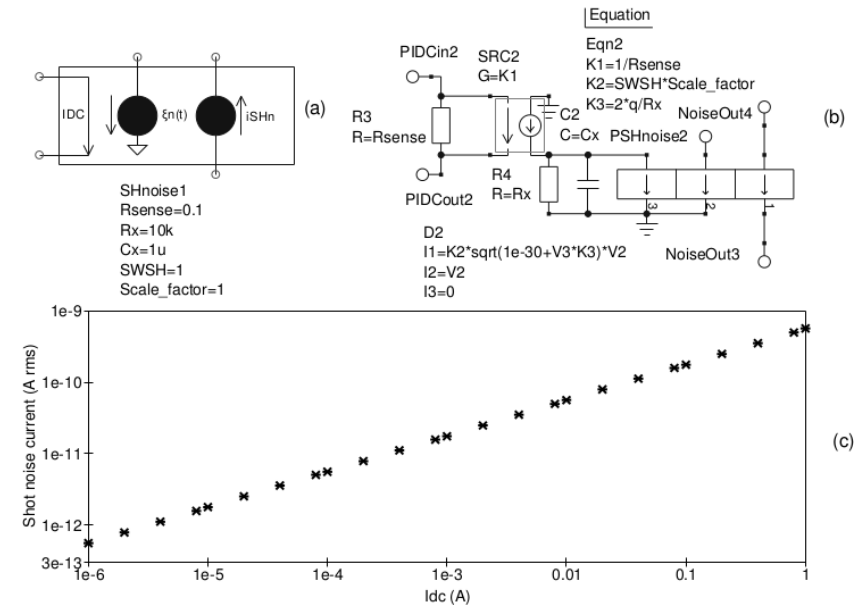 IDC
ξn(t)
iSHn
(a)
SHnoise1
Rsense=0.1
Rx=10k
Cx=1u
SWSH=1
Scale_factor=1
Equation
Eqn2
K1=1/Rsense
K2=SWSH*Scale_factor
K3=2*q/Rx
PIDCin2
SRC2
G=K1
NoiseOut4
(b)
R3
R=Rsense
C2
C=Cx
PSHnoise2
PIDCout2
R4
R=Rx
3
2
1
D2
I1=K2*sqrt(1e-30+V3*K3)*V2
I2=V2
I3=0
NoiseOut3
1e-9
1e-10
1e-11
1e-12
3e-13
Shot noise current (A rms)
(c)
1e-6
1e-5
1e-4
1e-3
0.01
0.1
1
Idc (A)